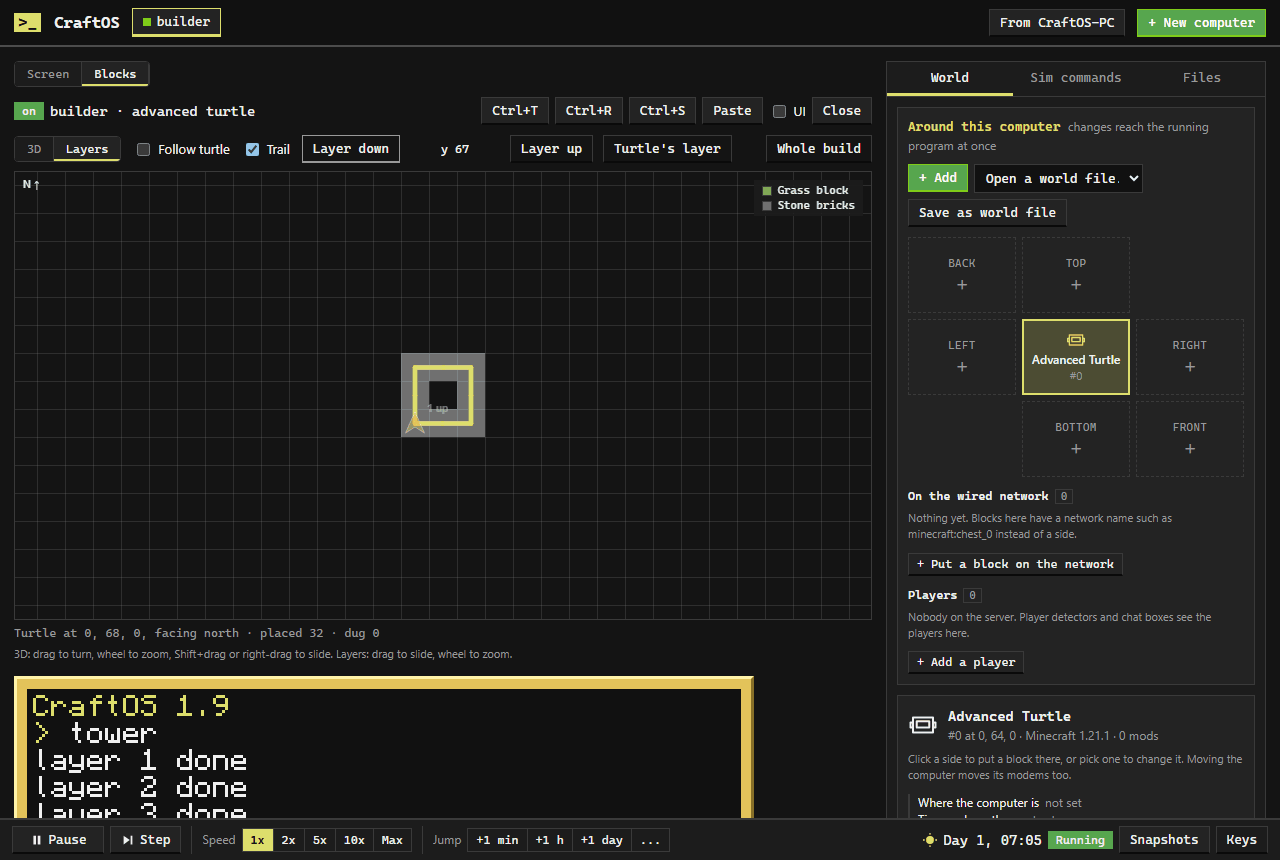 >_ CraftOS builder From CraftOS-PC + New computer
Screen Blocks World Sim commands Files
on builder · advanced turtle Ctrl+T Ctrl+R Ctrl+S Paste UI Close
3D Layers Follow turtle Trail Layer down y 67 Layer up Turtle's layer Whole build
N↑
Grass block
Stone bricks
1 up
Turtle at 0, 68, 0, facing north · placed 32 · dug 0
3D: drag to turn, wheel to zoom, Shift+drag or right-drag to slide. Layers: drag to slide, wheel to zoom.
CraftOS 1.9
> tower
layer 1 done
layer 2 done
layer 3 done
Around this computer changes reach the running
program at once
+ Add Open a world file.
Save as world file
BACK TOP
+ +
LEFT Advanced Turtle RIGHT
+ #0 +
BOTTOM FRONT
+ +
On the wired network 0
Nothing yet. Blocks here have a network name such as
minecraft:chest_0 instead of a side.
+ Put a block on the network
Players 0
Nobody on the server. Player detectors and chat boxes see the
players here.
+ Add a player
Advanced Turtle
#0 at 0, 64, 0 · Minecraft 1.21.1 · 0 mods
Click a side to put a block there, or pick one to change it. Moving the
computer moves its modems too.
Where the computer is not set
Pause Step Speed 1x 2x 5x 10x Max Jump +1 min +1 h +1 day ... Day 1, 07:05 Running Snapshots Keys